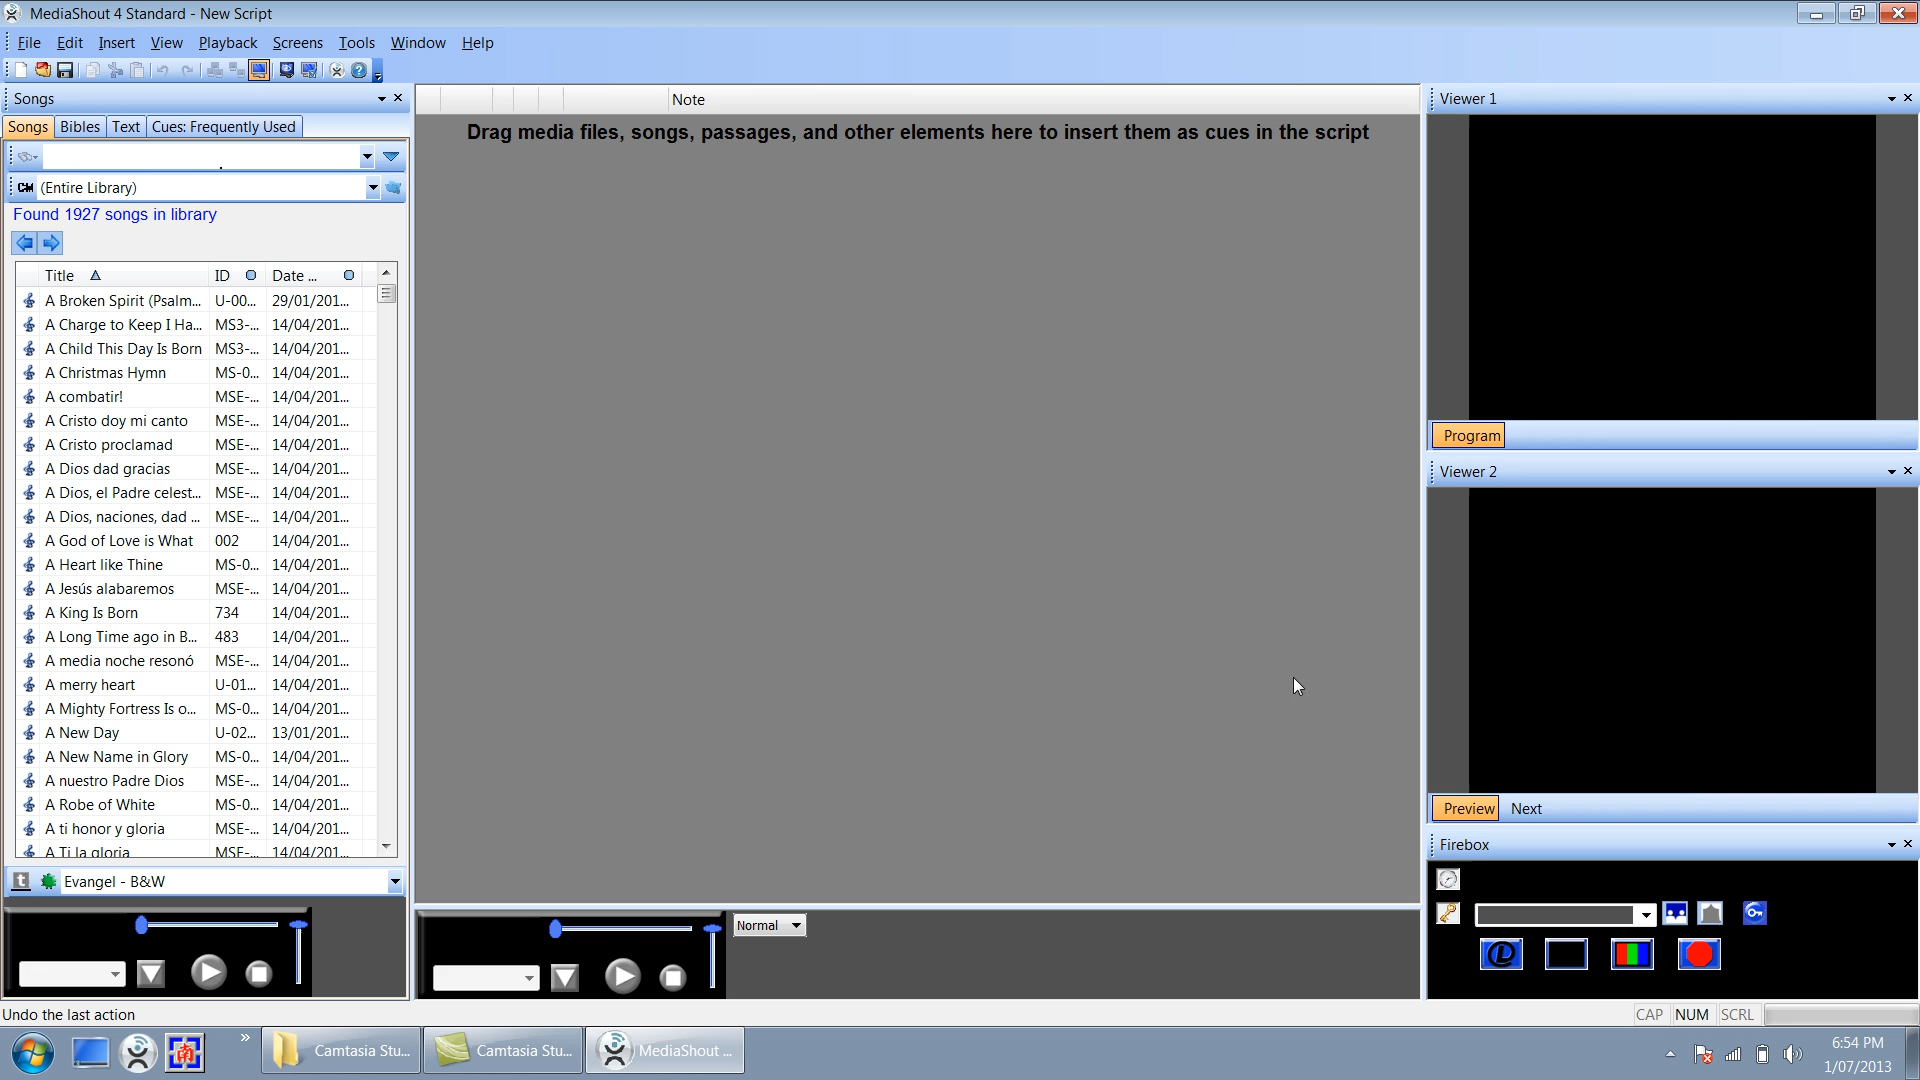 MediaShout 4 Standard - New Script
File Edit Insert View Playback Screens Tools Window Help
Songs
Songs Bibles Text Cues: Frequently Used
CW (Entire Library)
Found 1927 songs in library
Title ID Date ...
A Broken Spirit (Psalm... U-00... 29/01/201...
A Charge to Keep I Ha... MS3-... 14/04/201...
A Child This Day Is Born MS3-... 14/04/201...
A Christmas Hymn MS-0... 14/04/201...
A combatir! MSE-... 14/04/201...
A Cristo doy mi canto MSE-... 14/04/201...
A Cristo proclamad MSE-... 14/04/201...
A Dios dad gracias MSE-... 14/04/201...
A Dios, el Padre celest... MSE-... 14/04/201...
A Dios, naciones, dad ... MSE-... 14/04/201...
A God of Love is What 002 14/04/201...
A Heart like Thine MS-0... 14/04/201...
A Jesús alabaremos MSE-... 14/04/201...
A King Is Born 734 14/04/201...
A Long Time ago in B... 483 14/04/201...
A media noche resonó MSE-... 14/04/201...
A merry heart U-01... 14/04/201...
A Mighty Fortress Is o... MS-0... 14/04/201...
A New Day U-02... 13/01/201...
A New Name in Glory MS-0... 14/04/201...
A nuestro Padre Dios MSE-... 14/04/201...
A Robe of White MS-0... 14/04/201...
A ti honor y gloria MSE-... 14/04/201...
A Ti la gloria MSE-... 14/04/201...
t Evangel - B&W
Note
Drag media files, songs, passages, and other elements here to insert them as cues in the script
Normal
Viewer 1
Program
Viewer 2
Preview Next
Firebox
Undo the last action
CAP NUM SCRL
» Camtasia Stu... Camtasia Stu... MediaShout ...
南
6:54 PM
1/07/2013